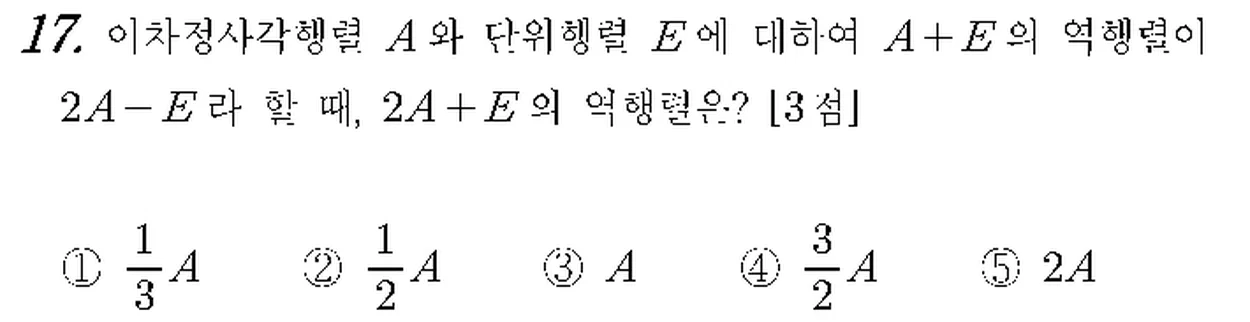 17. 이차정사각행렬 A와 단위행렬 E에 대하여 A+E의 역행렬이
2A-E라 할 때, 2A+E의 역행렬은? [3점]
① 1/3 A ② 1/2 A ③ A ④ 3/2 A ⑤ 2A